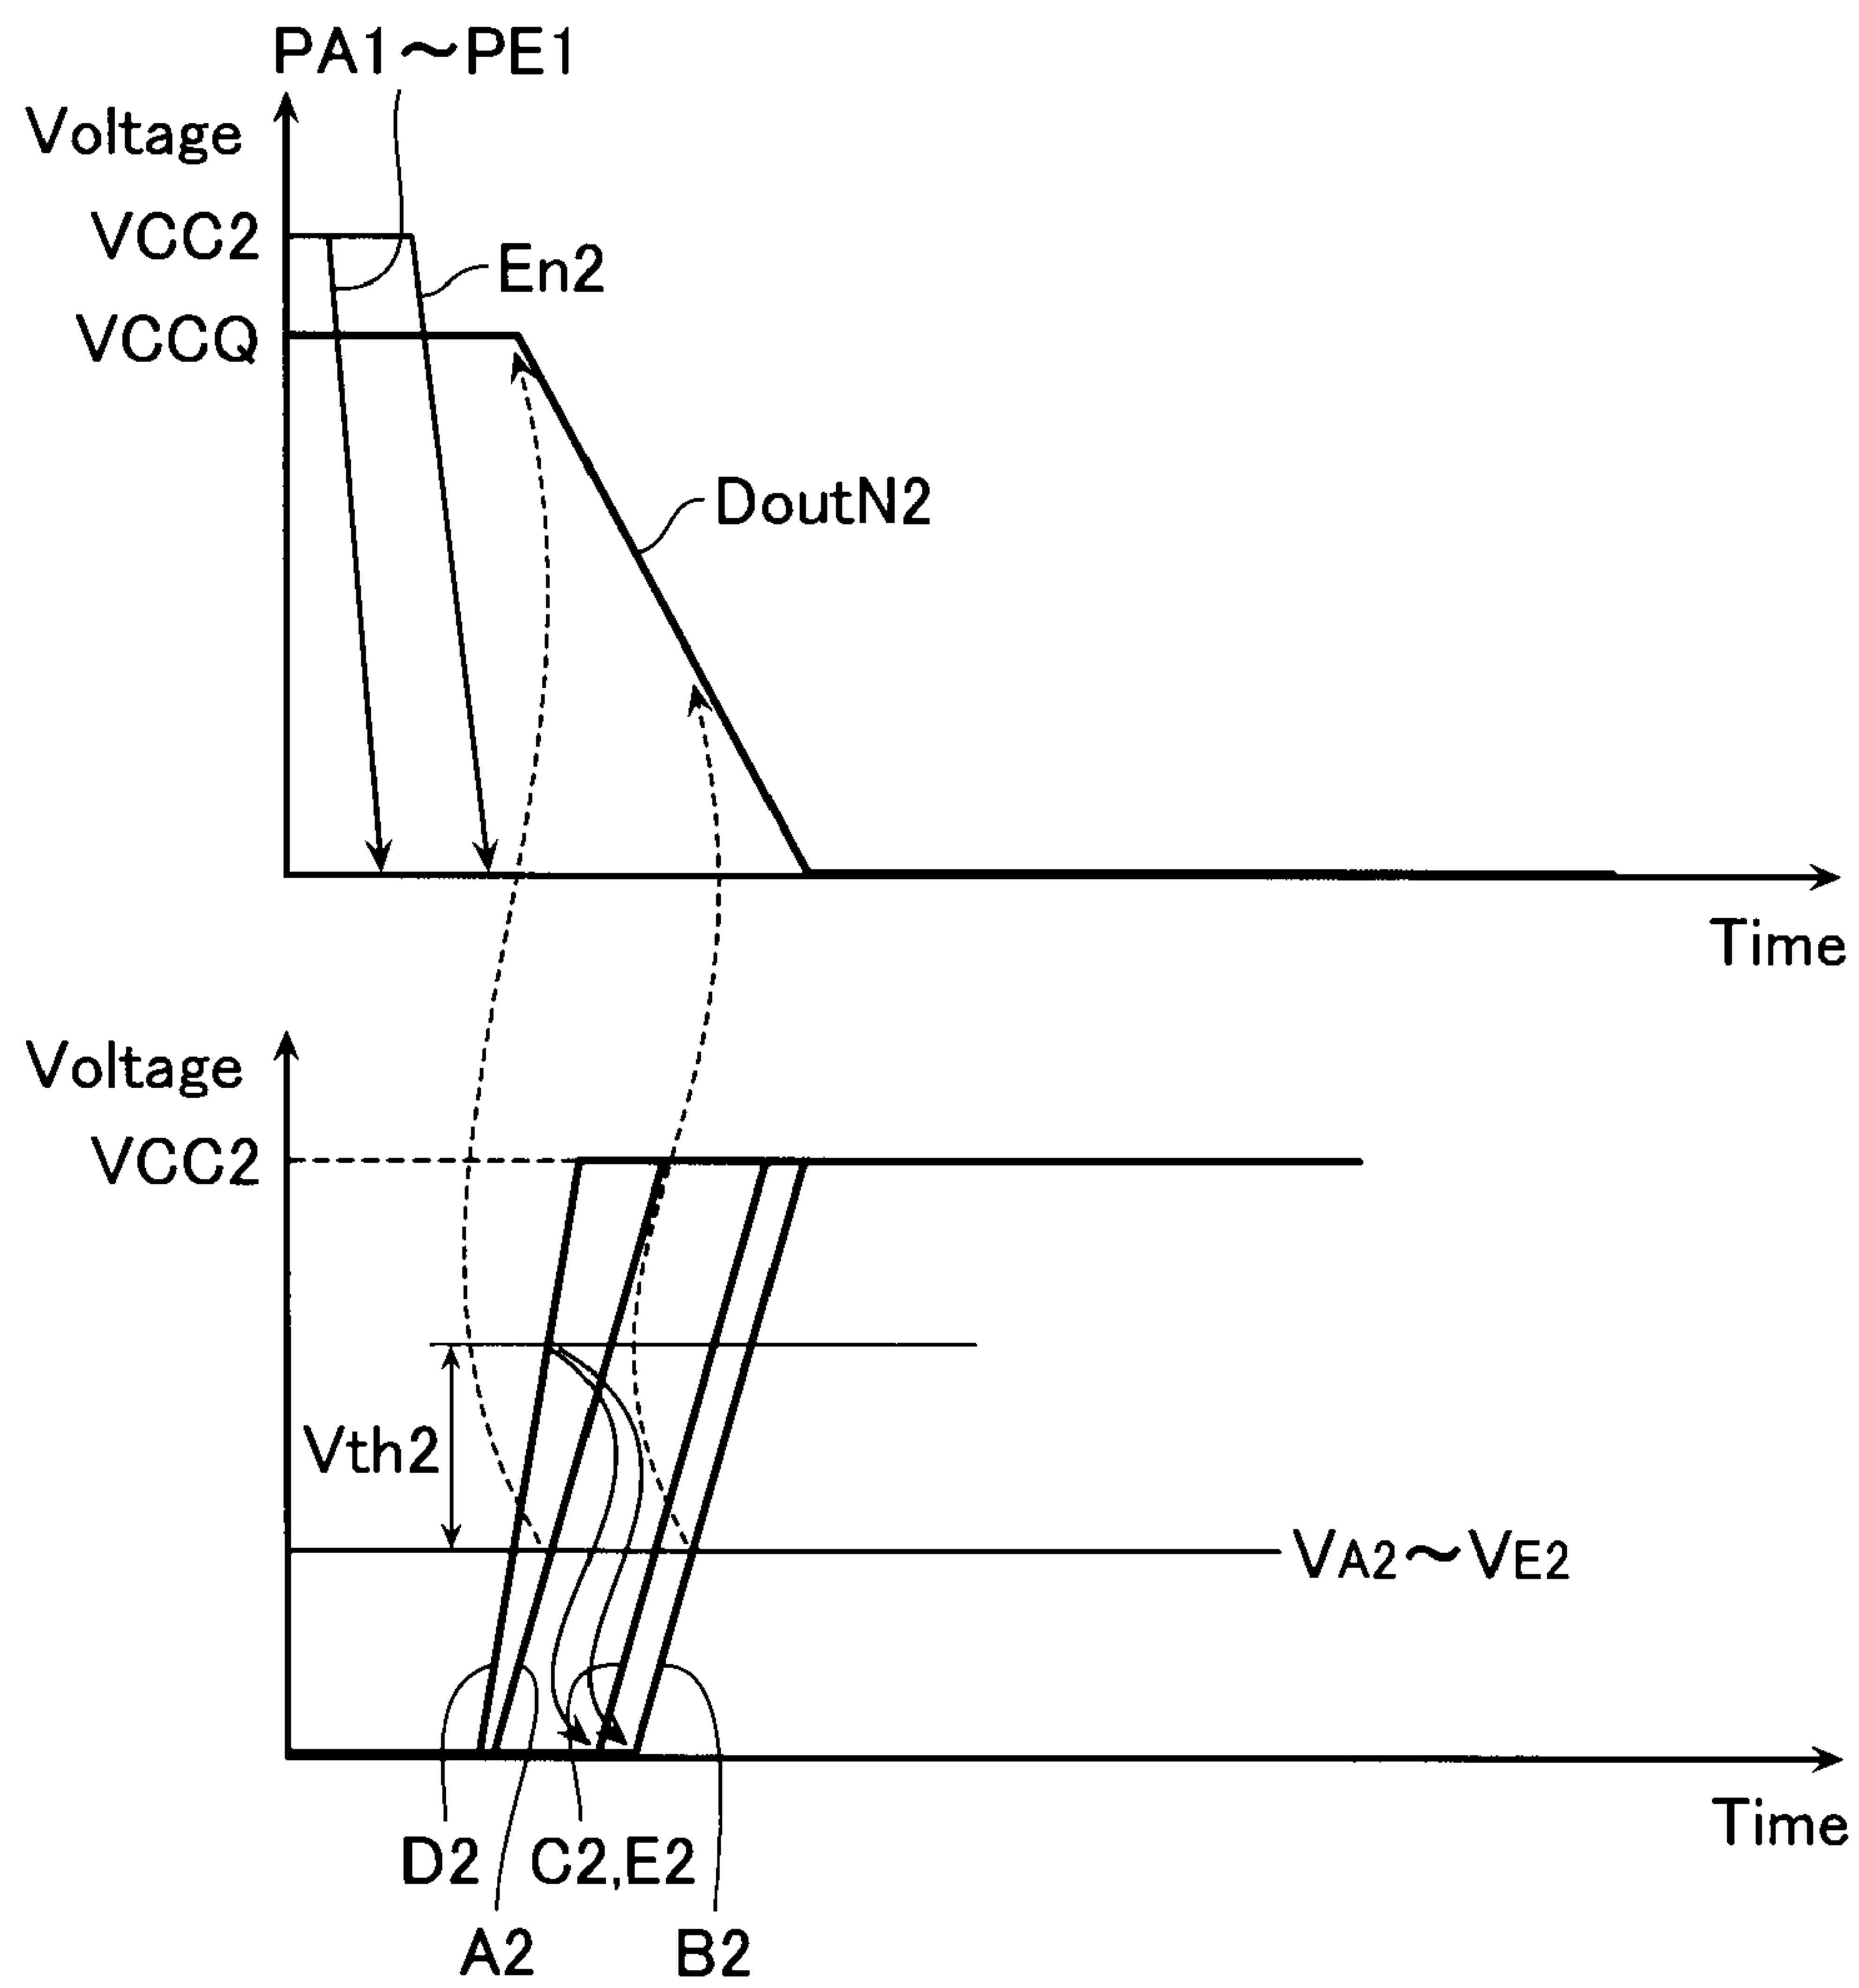 PA1～PE1
Voltage
VCC2
En2
VCCQ
DoutN2
Time
Voltage
VCC2
Vth2
VA2～VE2
Time
D2
C2,E2
A2
B2